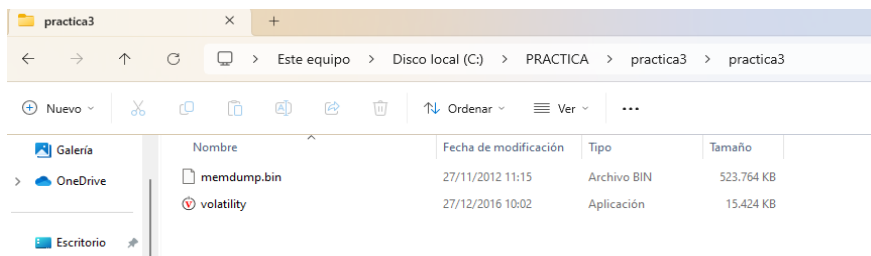 practica3
Este equipo > Disco local (C:) > PRACTICA > practica3 > practica3
Nuevo Ordenar Ver ...
Galería
OneDrive
Escritorio
Nombre Fecha de modificación Tipo Tamaño
memdump.bin 27/11/2012 11:15 Archivo BIN 523.764 KB
volatility 27/12/2016 10:02 Aplicación 15.424 KB